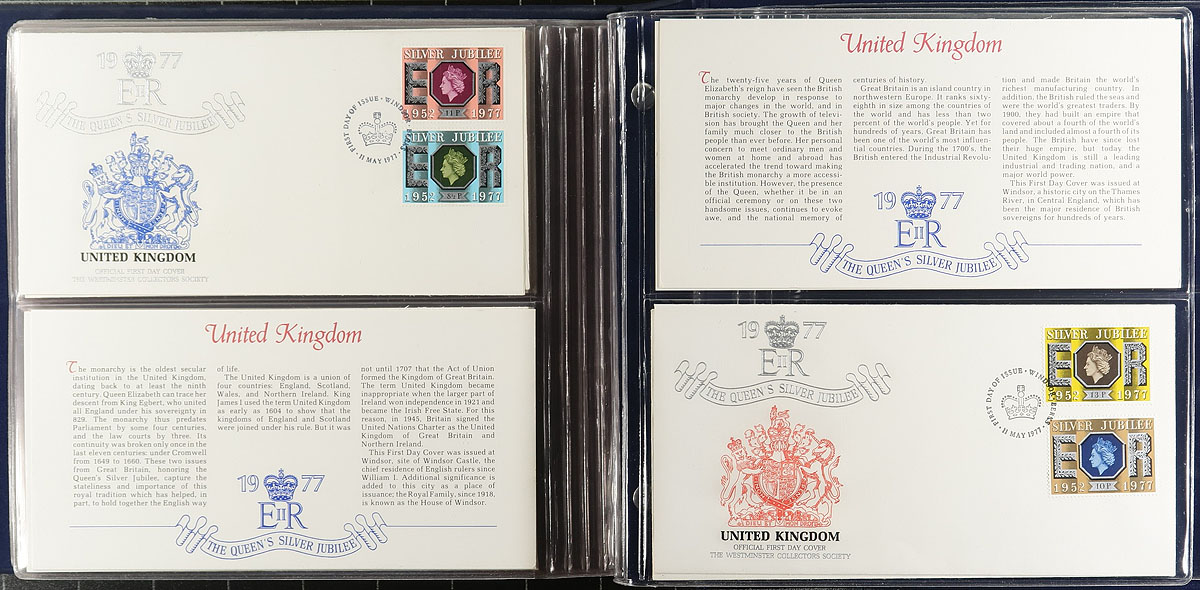 1977
EIIR
THE QUEEN'S SILVER JUBILEE
DIEU ET MON DROIT
UNITED KINGDOM
OFFICIAL FIRST DAY COVER
THE WESTMINSTER COLLECTORS SOCIETY
FIRST DAY OF ISSUE · WINDSOR
· 11 MAY 1977 ·
SILVER JUBILEE
E R
1952 11 P 1977
SILVER JUBILEE
E R
1952 8½ P 1977
United Kingdom
The monarchy is the oldest secular
institution in the United Kingdom,
dating back to at least the ninth
century. Queen Elizabeth can trace her
descent from King Egbert, who united
all England under his sovereignty in
829. The monarchy thus predates
Parliament by some four centuries,
and the law courts by three. Its
continuity was broken only once in the
last eleven centuries: under Cromwell
from 1649 to 1660. These two issues
from Great Britain, honoring the
Queen's Silver Jubilee, capture the
stateliness and importance of this
royal tradition which has helped, in
part, to hold together the English way
of life.
The United Kingdom is a union of
four countries: England, Scotland,
Wales, and Northern Ireland. King
James I used the term United Kingdom
as early as 1604 to show that the
kingdoms of England and Scotland
were joined under his rule. But it was
not until 1707 that the Act of Union
formed the Kingdom of Great Britain.
The term United Kingdom became
inappropriate when the larger part of
Ireland won independence in 1921 and
became the Irish Free State. For this
reason, in 1945, Britain signed the
United Nations Charter as the United
Kingdom of Great Britain and
Northern Ireland.
This First Day Cover was issued at
Windsor, site of Windsor Castle, the
chief residence of English rulers since
William I. Additional significance is
added to this city as a place of
issuance; the Royal Family, since 1918,
is known as the House of Windsor.
1977
EIIR
THE QUEEN'S SILVER JUBILEE
United Kingdom
The twenty-five years of Queen
Elizabeth's reign have seen the British
monarchy develop in response to
major changes in the world, and in
British society. The growth of televi-
sion has brought the Queen and her
family much closer to the British
people than ever before. Her personal
concern to meet ordinary men and
women at home and abroad has
accelerated the trend toward making
the British monarchy a more accessi-
ble institution. However, the presence
of the Queen, whether it be in an
official ceremony or on these two
handsome issues, continues to evoke
awe, and the national memory of
centuries of history.
Great Britain is an island country in
northwestern Europe. It ranks sixty-
eighth in size among the countries of
the world and has less than two
percent of the world's people. Yet for
hundreds of years, Great Britain has
been one of the world's most influen-
tial countries. During the 1700's, the
British entered the Industrial Revolu-
tion and made Britain the world's
richest manufacturing country. In
addition, the British ruled the seas and
were the world's greatest traders. By
1900, they had built an empire that
covered about a fourth of the world's
land and included almost a fourth of its
people. The British have since lost
their huge empire, but today the
United Kingdom is still a leading
industrial and trading nation, and a
major world power.
This First Day Cover was issued at
Windsor, a historic city on the Thames
River, in Central England, which has
been the major residence of British
sovereigns for hundreds of years.
1977
EIIR
THE QUEEN'S SILVER JUBILEE
1977
EIIR
THE QUEEN'S SILVER JUBILEE
DIEU ET MON DROIT
UNITED KINGDOM
OFFICIAL FIRST DAY COVER
THE WESTMINSTER COLLECTORS SOCIETY
FIRST DAY OF ISSUE · WINDSOR BERKS
· 11 MAY 1977 ·
SILVER JUBILEE
E R
1952 13 P 1977
SILVER JUBILEE
E R
1952 10 P 1977